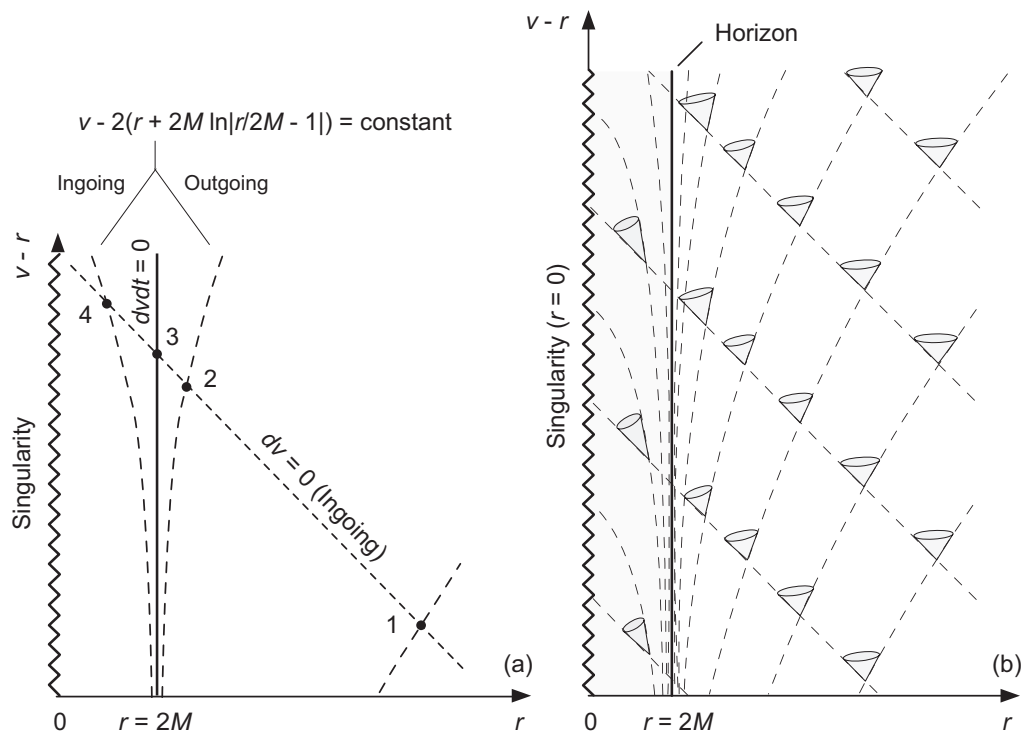 v - 2(r + 2M ln|r/2M - 1|) = constant
Ingoing
Outgoing
v - r
dvdt = 0
4
3
2
dv = 0 (Ingoing)
1
Singularity
(a)
0
r = 2M
r
v - r
Horizon
Singularity (r = 0)
(b)
0
r = 2M
r